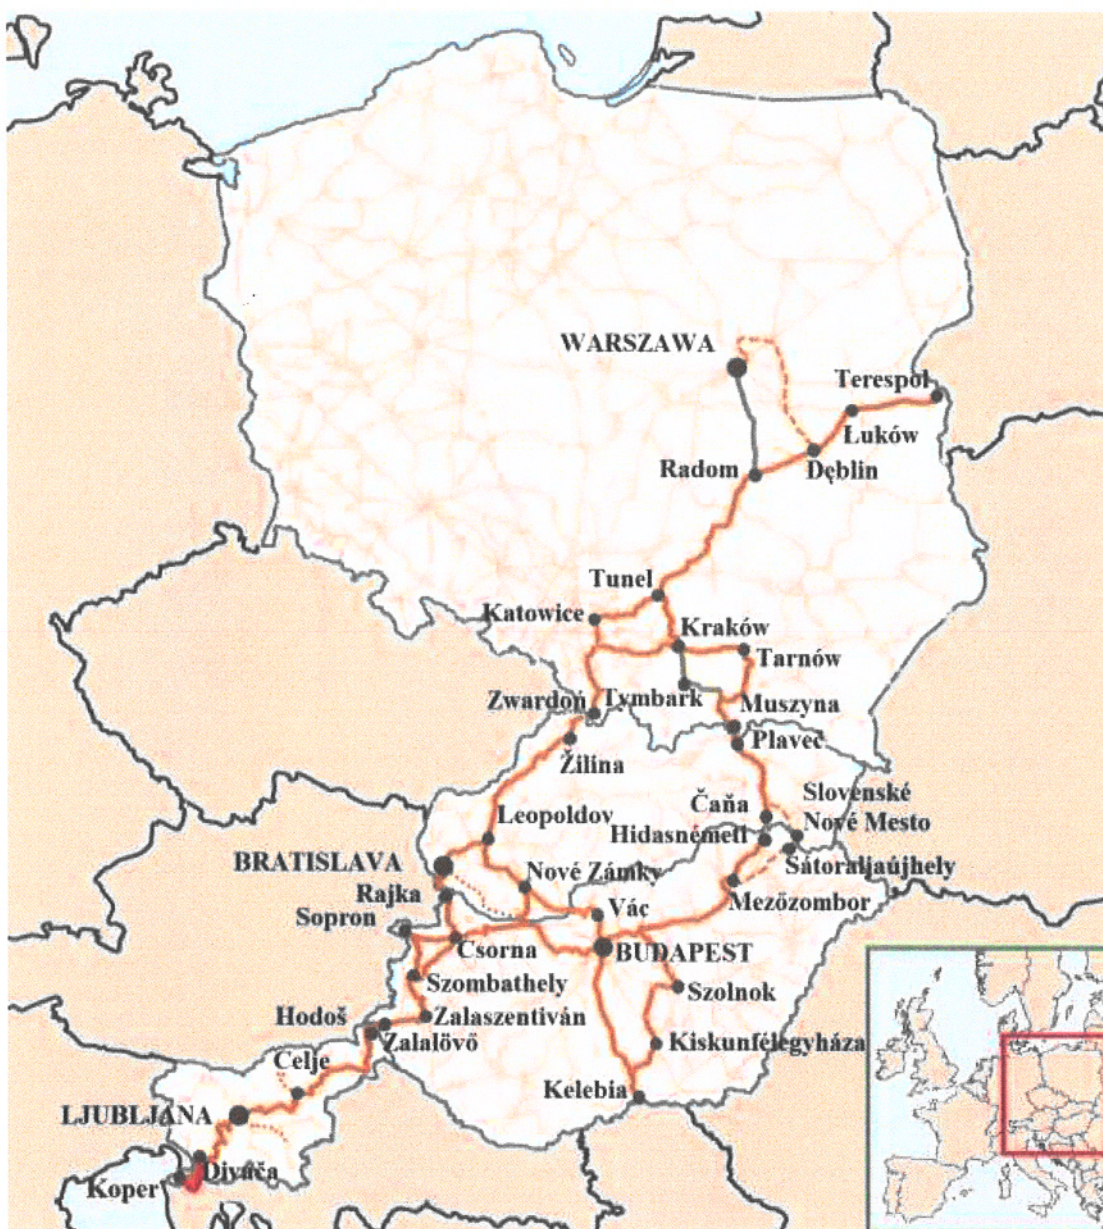 WARSZAWA
Terespol
Łuków
Radom
Dęblin
Tunel
Katowice
Kraków
Tarnów
Zwardoń
Tymbark
Muszyna
Plaveč
Žilina
Čaňa
Slovenské
Nové Mesto
Leopoldov
Hidasnémeti
BRATISLAVA
Nové Zámky
Sátoraljaújhely
Rajka
Mezőzombor
Sopron
Vác
Csorna
BUDAPEST
Szombathely
Szolnok
Hodoš
Zalaszentiván
Zalalövő
Kiskunfélegyháza
Celje
Kelebia
LJUBLJANA
Divača
Koper